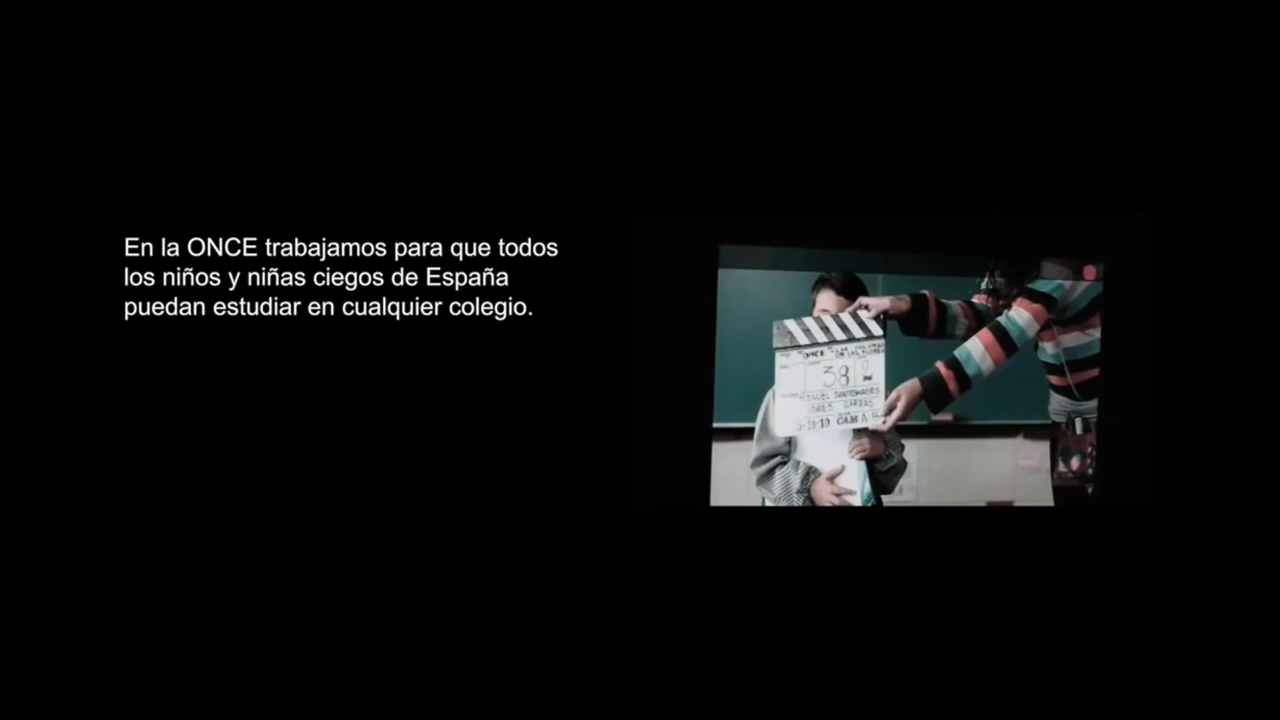 En la ONCE trabajamos para que todos
los niños y niñas ciegos de España
puedan estudiar en cualquier colegio.
"ONCE"
38 2
CAM A